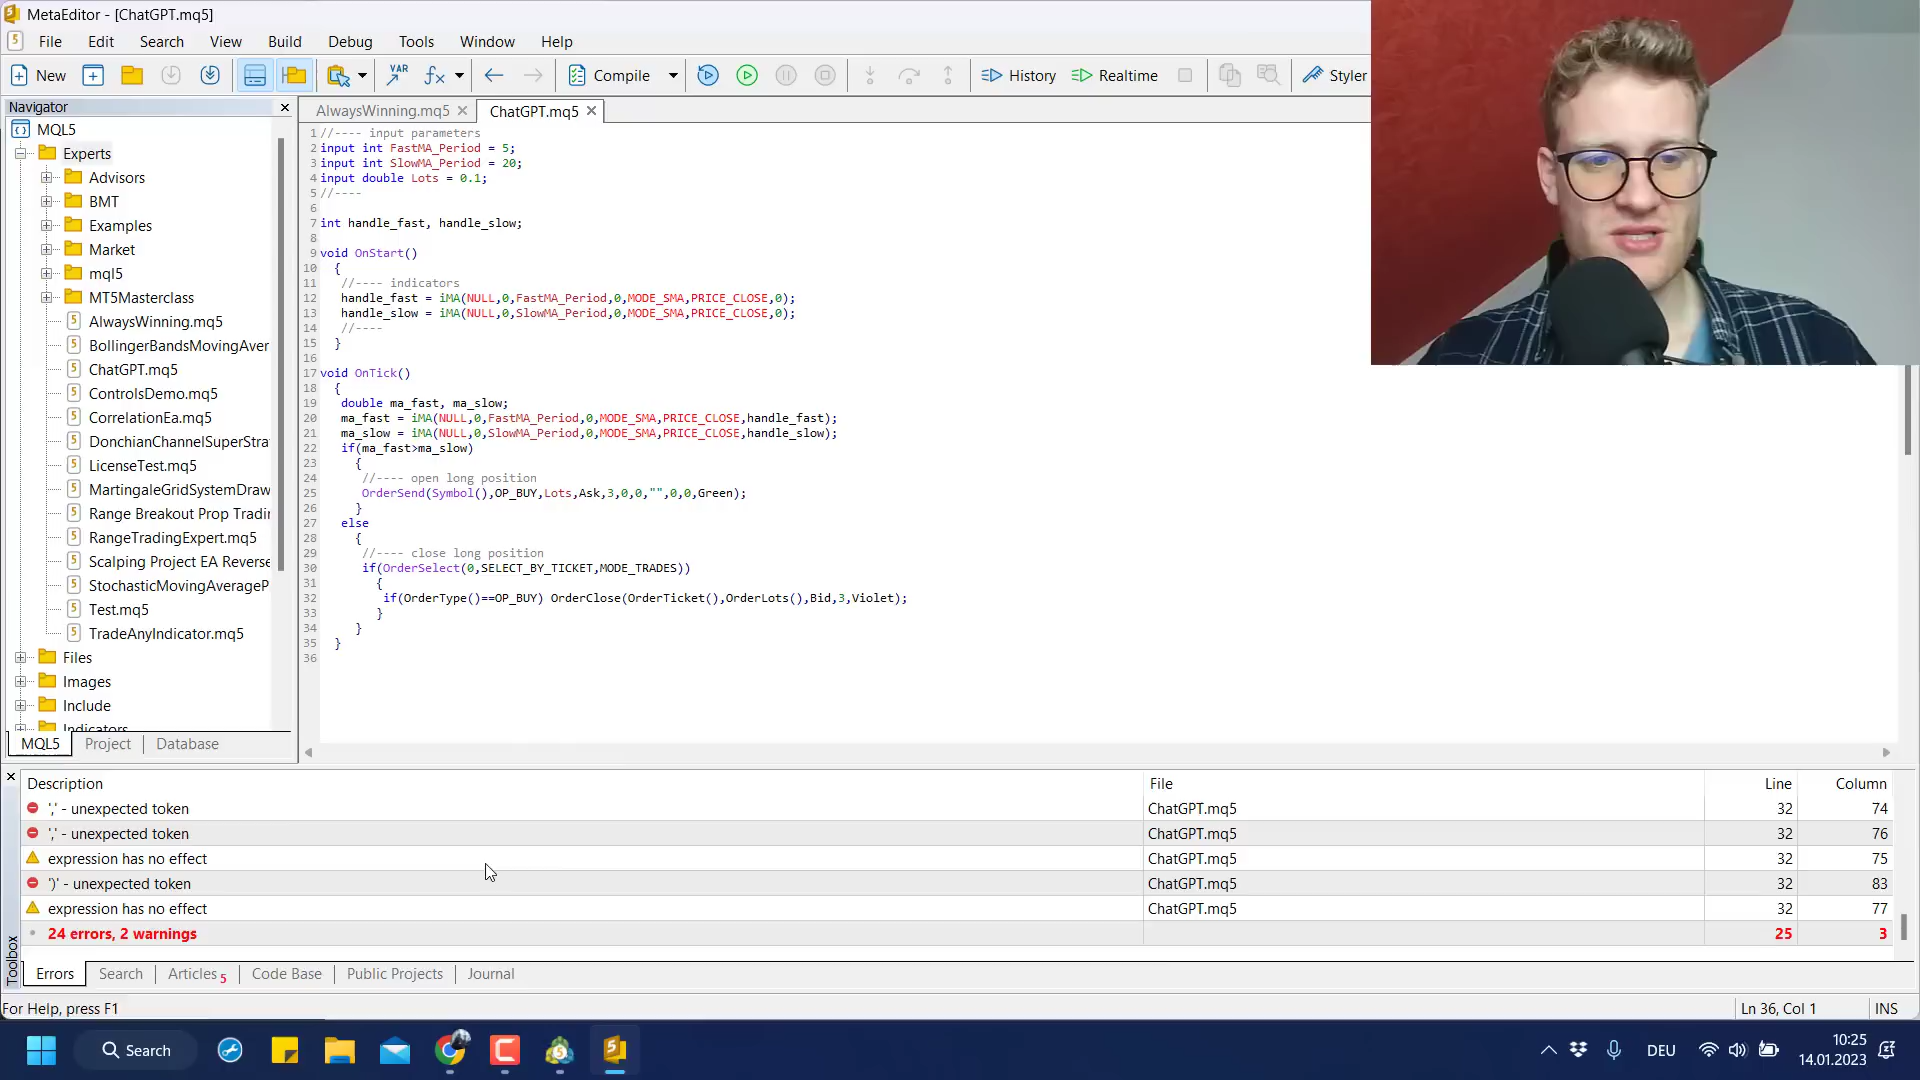 MetaEditor - [ChatGPT.mq5]
File Edit Search View Build Debug Tools Window Help
New VAR Compile History Realtime Styler
Navigator
AlwaysWinning.mq5 ChatGPT.mq5
MQL5
Experts
Advisors
BMT
Examples
Market
mql5
MT5Masterclass
AlwaysWinning.mq5
BollingerBandsMovingAver
ChatGPT.mq5
ControlsDemo.mq5
CorrelationEa.mq5
DonchianChannelSuperStra
LicenseTest.mq5
MartingaleGridSystemDraw
Range Breakout Prop Tradi
RangeTradingExpert.mq5
Scalping Project EA Reverse
StochasticMovingAverageP
Test.mq5
TradeAnyIndicator.mq5
Files
Images
Include
Indicators
MQL5 Project Database
1 //---- input parameters
2 input int FastMA_Period = 5;
3 input int SlowMA_Period = 20;
4 input double Lots = 0.1;
5 //----
6
7 int handle_fast, handle_slow;
8
9 void OnStart()
10 {
11 //---- indicators
12 handle_fast = iMA(NULL,0,FastMA_Period,0,MODE_SMA,PRICE_CLOSE,0);
13 handle_slow = iMA(NULL,0,SlowMA_Period,0,MODE_SMA,PRICE_CLOSE,0);
14 //----
15 }
16
17 void OnTick()
18 {
19 double ma_fast, ma_slow;
20 ma_fast = iMA(NULL,0,FastMA_Period,0,MODE_SMA,PRICE_CLOSE,handle_fast);
21 ma_slow = iMA(NULL,0,SlowMA_Period,0,MODE_SMA,PRICE_CLOSE,handle_slow);
22 if(ma_fast>ma_slow)
23 {
24 //---- open long position
25 OrderSend(Symbol(),OP_BUY,Lots,Ask,3,0,0,"",0,0,Green);
26 }
27 else
28 {
29 //---- close long position
30 if(OrderSelect(0,SELECT_BY_TICKET,MODE_TRADES))
31 {
32 if(OrderType()==OP_BUY) OrderClose(OrderTicket(),OrderLots(),Bid,3,Violet);
33 }
34 }
35 }
36
Description File Line Column
',' - unexpected token ChatGPT.mq5 32 74
',' - unexpected token ChatGPT.mq5 32 76
expression has no effect ChatGPT.mq5 32 75
')' - unexpected token ChatGPT.mq5 32 83
expression has no effect ChatGPT.mq5 32 77
24 errors, 2 warnings 25 3
Toolbox
Errors Search Articles 5 Code Base Public Projects Journal
For Help, press F1 Ln 36, Col 1 INS
Search DEU 10:25
14.01.2023